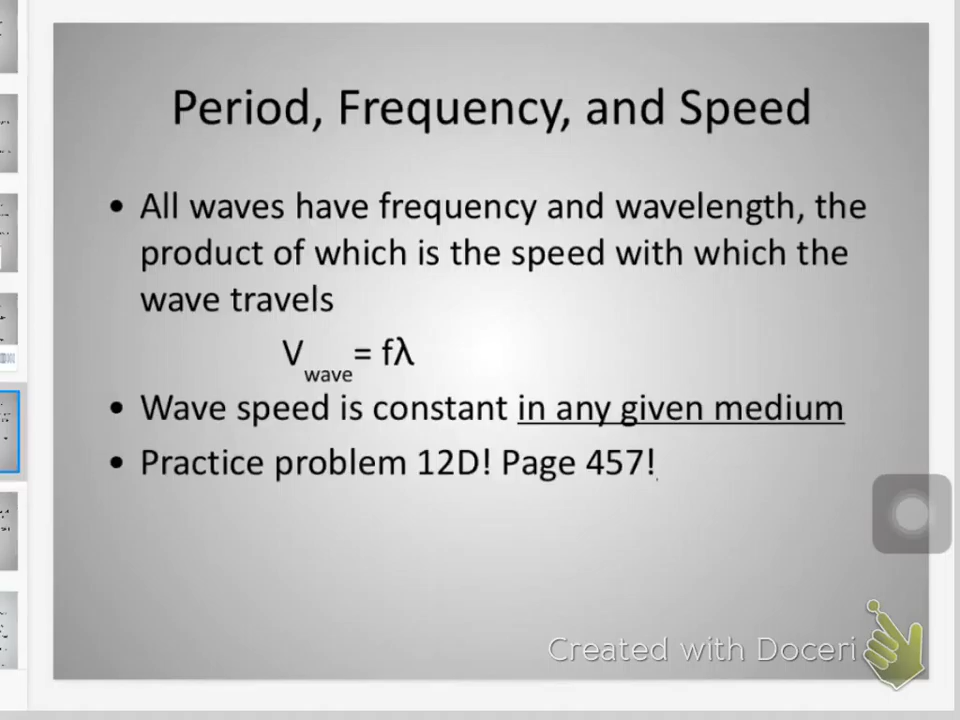 Period, Frequency, and Speed
• All waves have frequency and wavelength, the
product of which is the speed with which the
wave travels
Vwave= fλ
• Wave speed is constant in any given medium
• Practice problem 12D! Page 457!
Created with Doceri